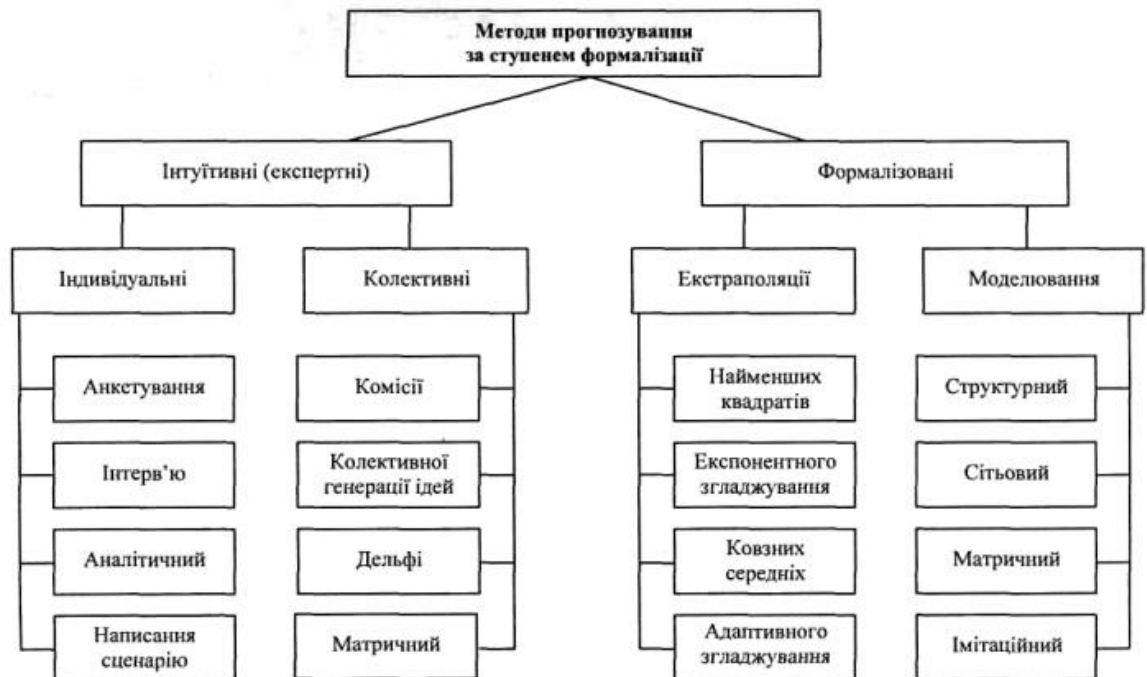 Методи прогнозування
за ступенем формалізації
Інтуїтивні (експертні)
Формалізовані
Індивідуальні
Колективні
Екстраполяції
Моделювання
Анкетування
Комісії
Найменших
квадратів
Структурний
Інтерв’ю
Колективної
генерації ідей
Експонентного
згладжування
Сітьовий
Аналітичний
Дельфі
Ковзних
середніх
Матричний
Написання
сценарію
Матричний
Адаптивного
згладжування
Імітаційний